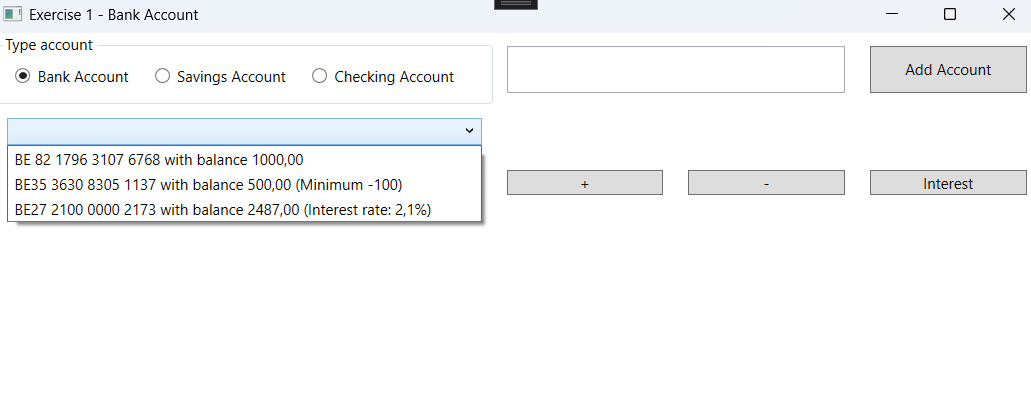 Exercise 1 - Bank Account
Type account
Bank Account Savings Account Checking Account
Add Account
BE 82 1796 3107 6768 with balance 1000,00
BE35 3630 8305 1137 with balance 500,00 (Minimum -100)
BE27 2100 0000 2173 with balance 2487,00 (Interest rate: 2,1%)
+ - Interest